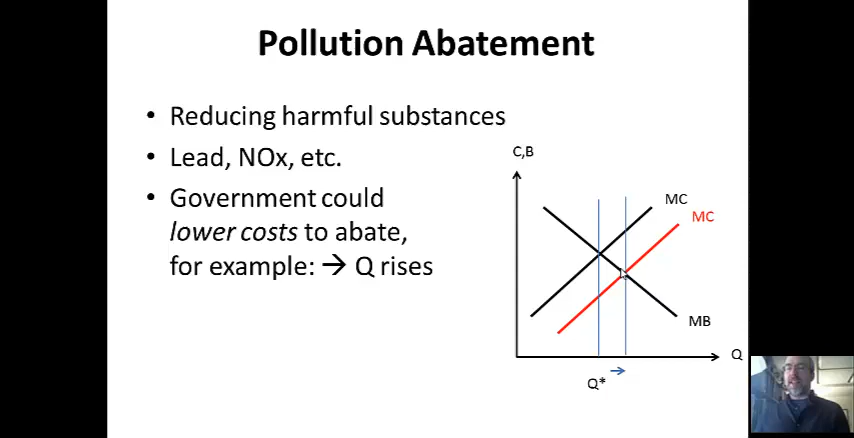 Pollution Abatement
• Reducing harmful substances
• Lead, NOx, etc.
• Government could
lower costs to abate,
for example: → Q rises
C,B
MC
MC
MB
Q
Q*